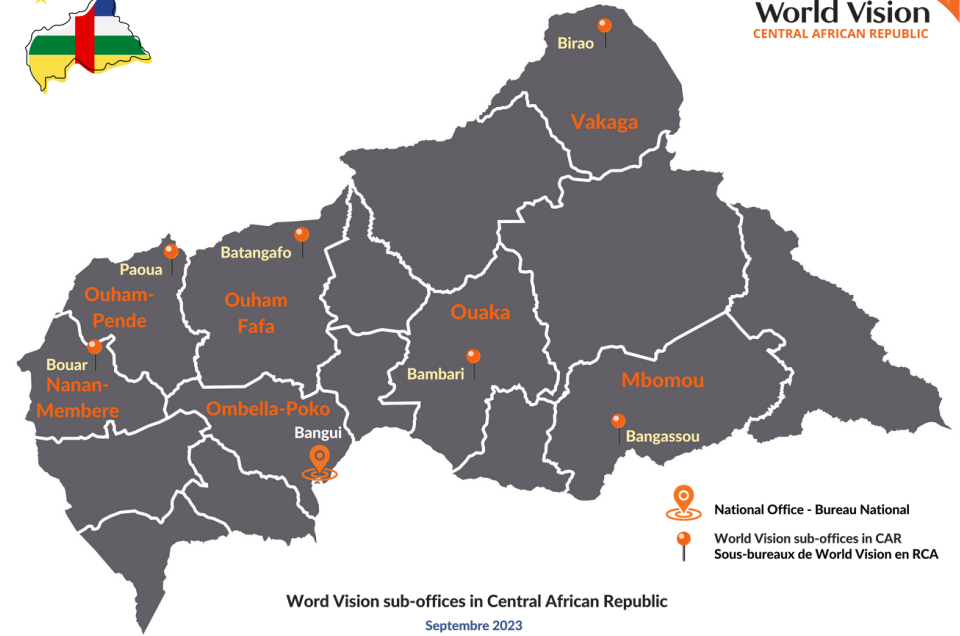 World Vision
CENTRAL AFRICAN REPUBLIC
Birao
Vakaga
Batangafo
Paoua
Ouham-
Pende
Ouham
Fafa
Ouaka
Bouar
Nanan-
Membere
Bambari
Mbomou
Ombella-Poko
Bangui
Bangassou
National Office - Bureau National
World Vision sub-offices in CAR
Sous-bureaux de World Vision en RCA
Word Vision sub-offices in Central African Republic
Septembre 2023